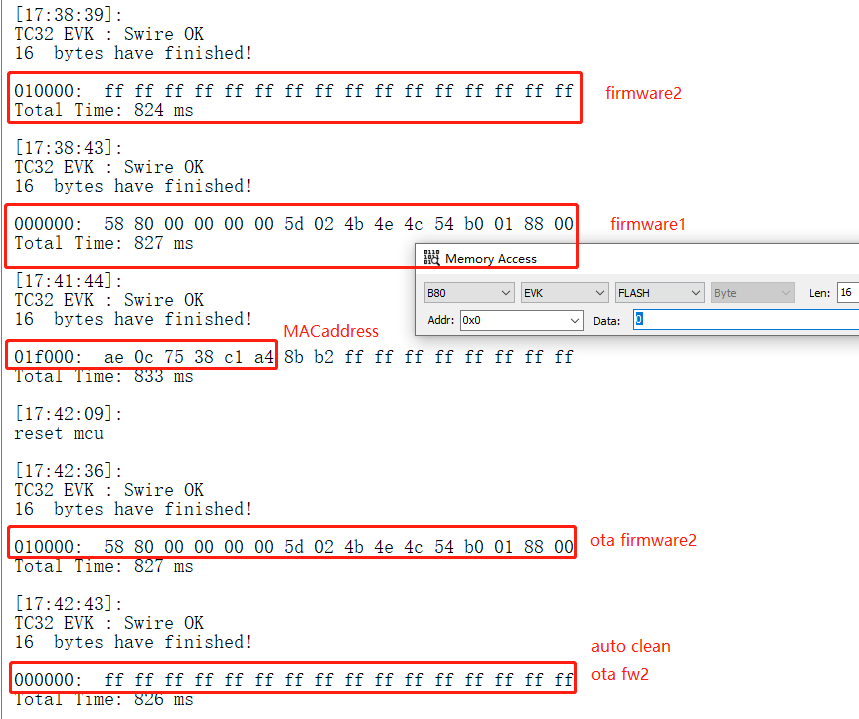 [17:38:39]:
TC32 EVK : Swire OK
16  bytes have finished!
010000:  ff ff ff ff ff ff ff ff ff ff ff ff ff ff ff ff
firmware2
Total Time: 824 ms
[17:38:43]:
TC32 EVK : Swire OK
16  bytes have finished!
000000:  58 80 00 00 00 00 5d 02 4b 4e 4c 54 b0 01 88 00
firmware1
Total Time: 827 ms
Memory Access
B80 EVK FLASH Byte Len: 16
Addr: 0x0 Data: 0
[17:41:44]:
TC32 EVK : Swire OK
16  bytes have finished!
MACaddress
01f000:  ae 0c 75 38 c1 a4 8b b2 ff ff ff ff ff ff ff ff
Total Time: 833 ms
[17:42:09]:
reset mcu
[17:42:36]:
TC32 EVK : Swire OK
16  bytes have finished!
010000:  58 80 00 00 00 00 5d 02 4b 4e 4c 54 b0 01 88 00
ota firmware2
Total Time: 827 ms
[17:42:43]:
TC32 EVK : Swire OK
16  bytes have finished!
auto clean
000000:  ff ff ff ff ff ff ff ff ff ff ff ff ff ff ff ff
ota fw2
Total Time: 826 ms